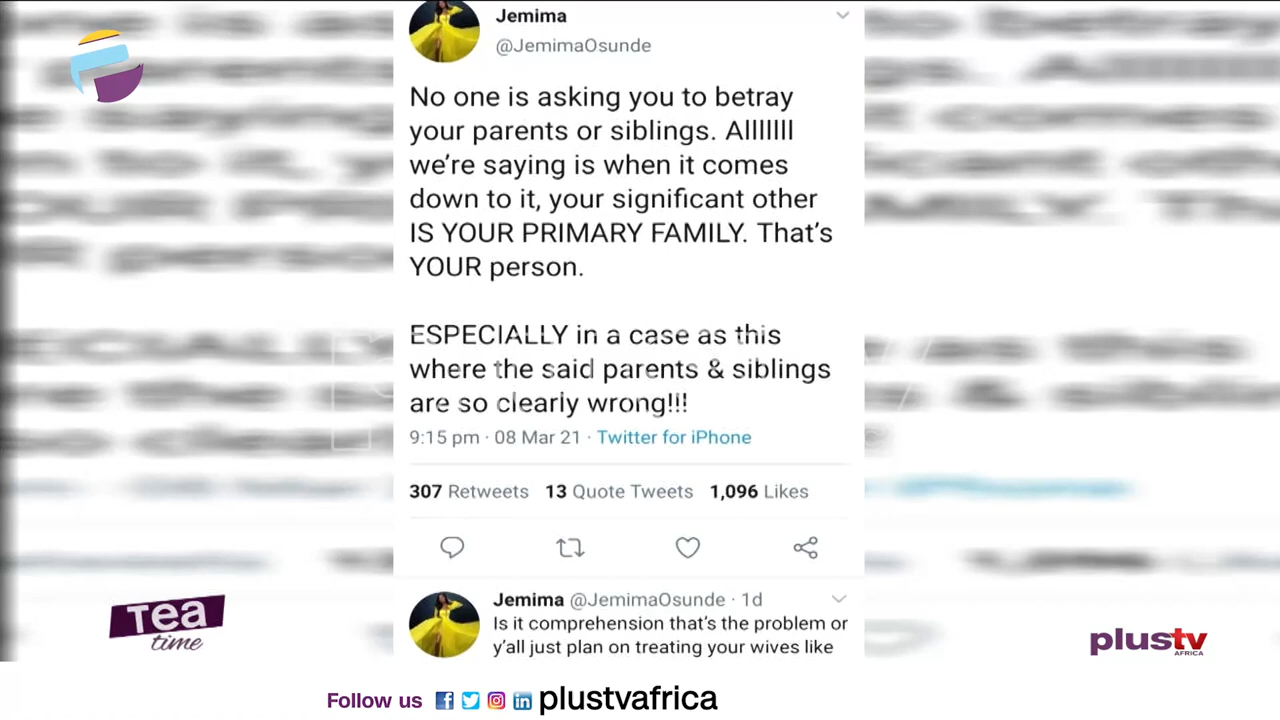 Jemima
@JemimaOsunde
No one is asking you to betray
your parents or siblings. Alllllll
we're saying is when it comes
down to it, your significant other
IS YOUR PRIMARY FAMILY. That's
YOUR person.
ESPECIALLY in a case as this
where the said parents & siblings
are so clearly wrong!!!
9:15 pm · 08 Mar 21 · Twitter for iPhone
307 Retweets 13 Quote Tweets 1,096 Likes
Jemima @JemimaOsunde · 1d
Is it comprehension that's the problem or
y'all just plan on treating your wives like
Tea
time
plustv
AFRICA
Follow us plustvafrica